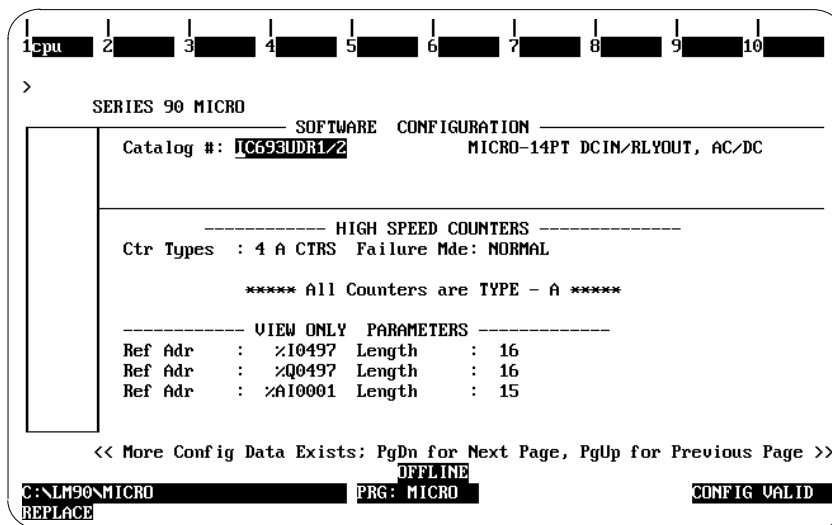 1cpu 2 3 4 5 6 7 8 9 10
>
SERIES 90 MICRO
SOFTWARE CONFIGURATION
Catalog #: IC693UDR1/2 MICRO-14PT DCIN/RLYOUT, AC/DC
------------ HIGH SPEED COUNTERS --------------
Ctr Types : 4 A CTRS Failure Mde: NORMAL
***** All Counters are TYPE - A *****
------------ VIEW ONLY PARAMETERS -------------
Ref Adr : %I0497 Length : 16
Ref Adr : %Q0497 Length : 16
Ref Adr : %AI0001 Length : 15
<< More Config Data Exists; PgDn for Next Page, PgUp for Previous Page >>
OFFLINE
C:\LM90\MICRO PRG: MICRO CONFIG VALID
REPLACE